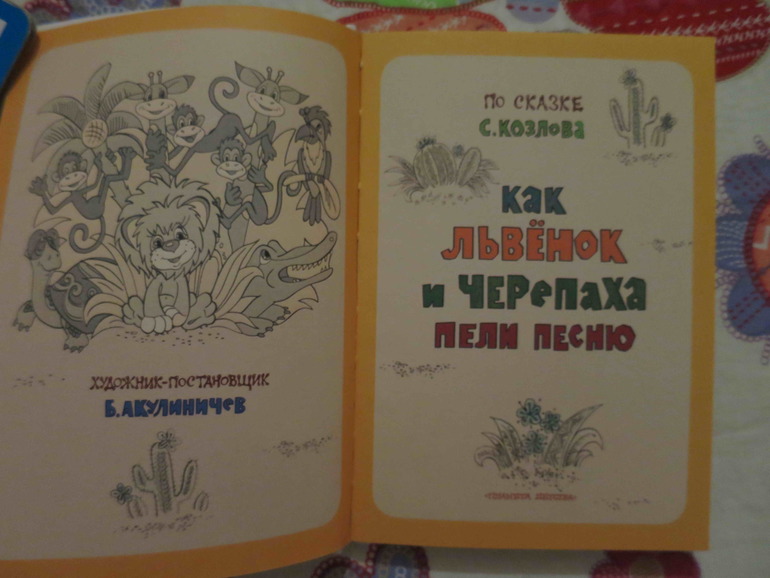 ХУДОЖНИК-ПОСТАНОВЩИК
Б. АКУЛИНИЧЕВ
ПО СКАЗКЕ
С. КОЗЛОВА
КАК
ЛЬВЁНОК
И ЧЕРЕПАХА
ПЕЛИ ПЕСНЮ